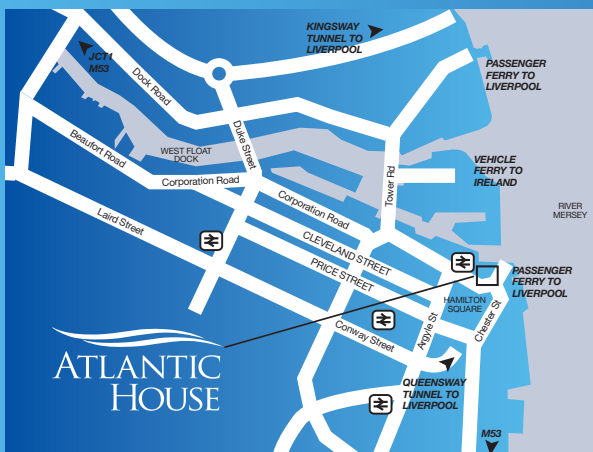 KINGSWAY
TUNNEL TO
LIVERPOOL
JCT1
M53
Dock Road
PASSENGER
FERRY TO
LIVERPOOL
Duke Street
Beaufort Road
WEST FLOAT
DOCK
VEHICLE
FERRY TO
IRELAND
Corporation Road
Tower Rd
Corporation Road
Laird Street
RIVER
MERSEY
CLEVELAND STREET
PRICE STREET
PASSENGER
FERRY TO
LIVERPOOL
HAMILTON
SQUARE
Chester St
Argyle St
Conway Street
ATLANTIC
HOUSE
QUEENSWAY
TUNNEL TO
LIVERPOOL
M53